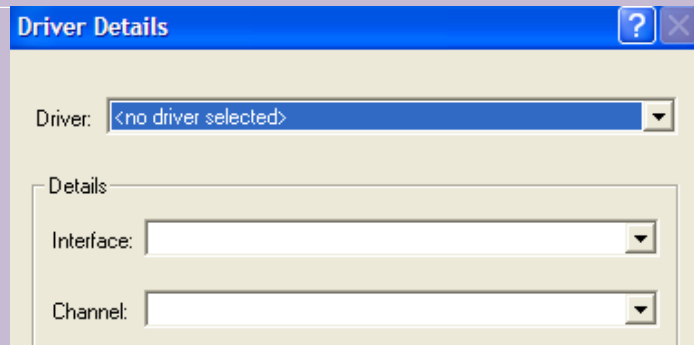 Driver Details
Driver: <no driver selected>
Details
Interface:
Channel: